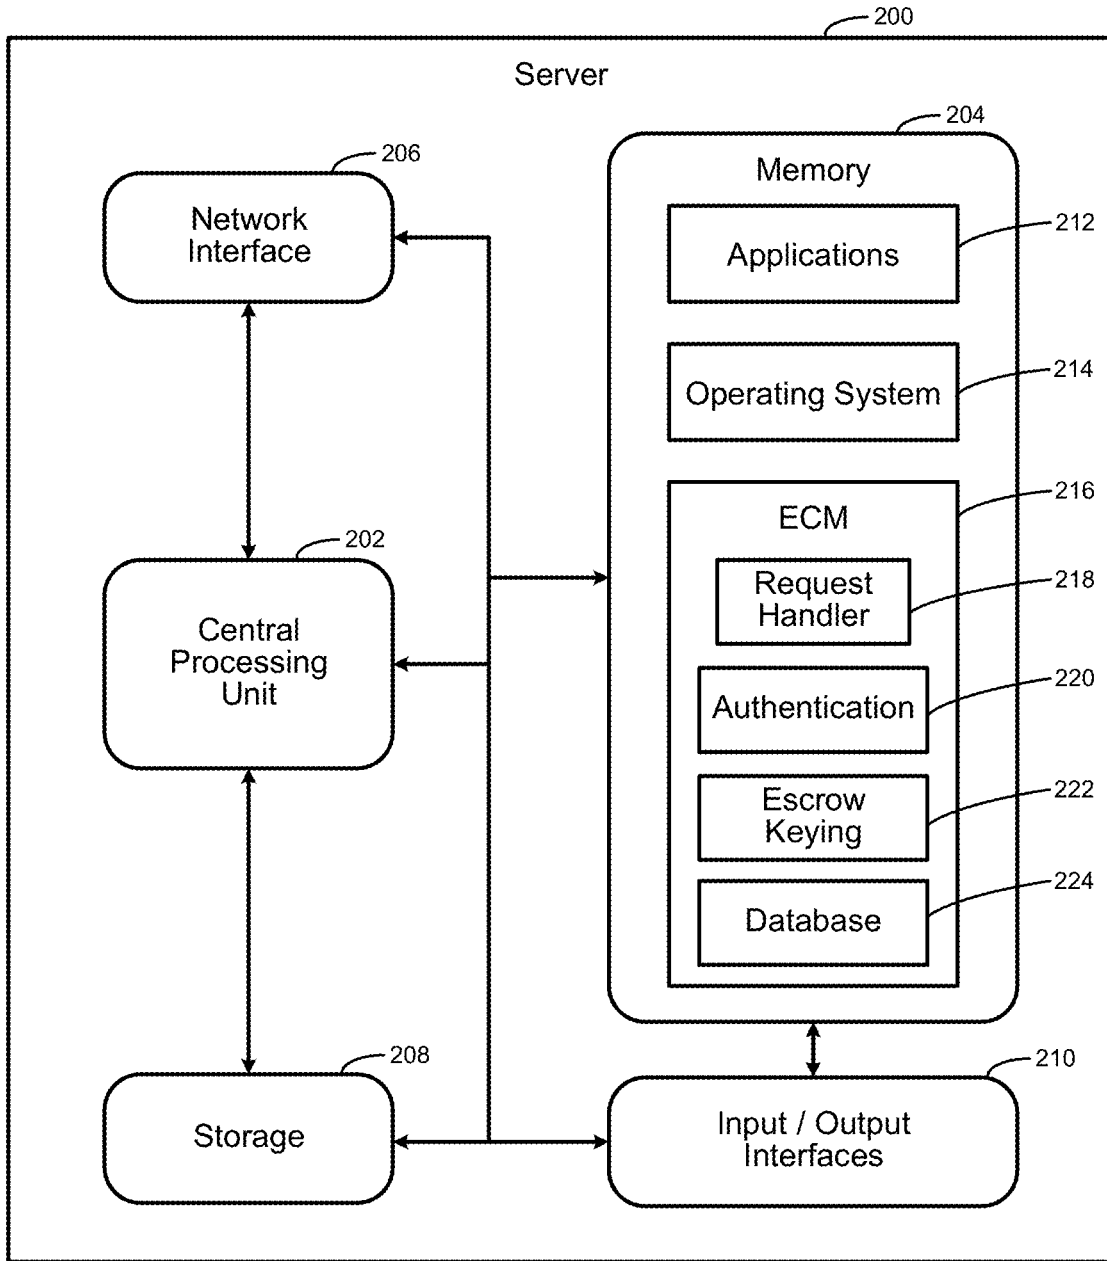 200
Server
204
206
Memory
Network
Interface
Applications
212
Operating System
214
ECM
216
202
Request
Handler
218
Central
Processing
Unit
Authentication
220
Escrow
Keying
222
Database
224
208
210
Storage
Input / Output
Interfaces